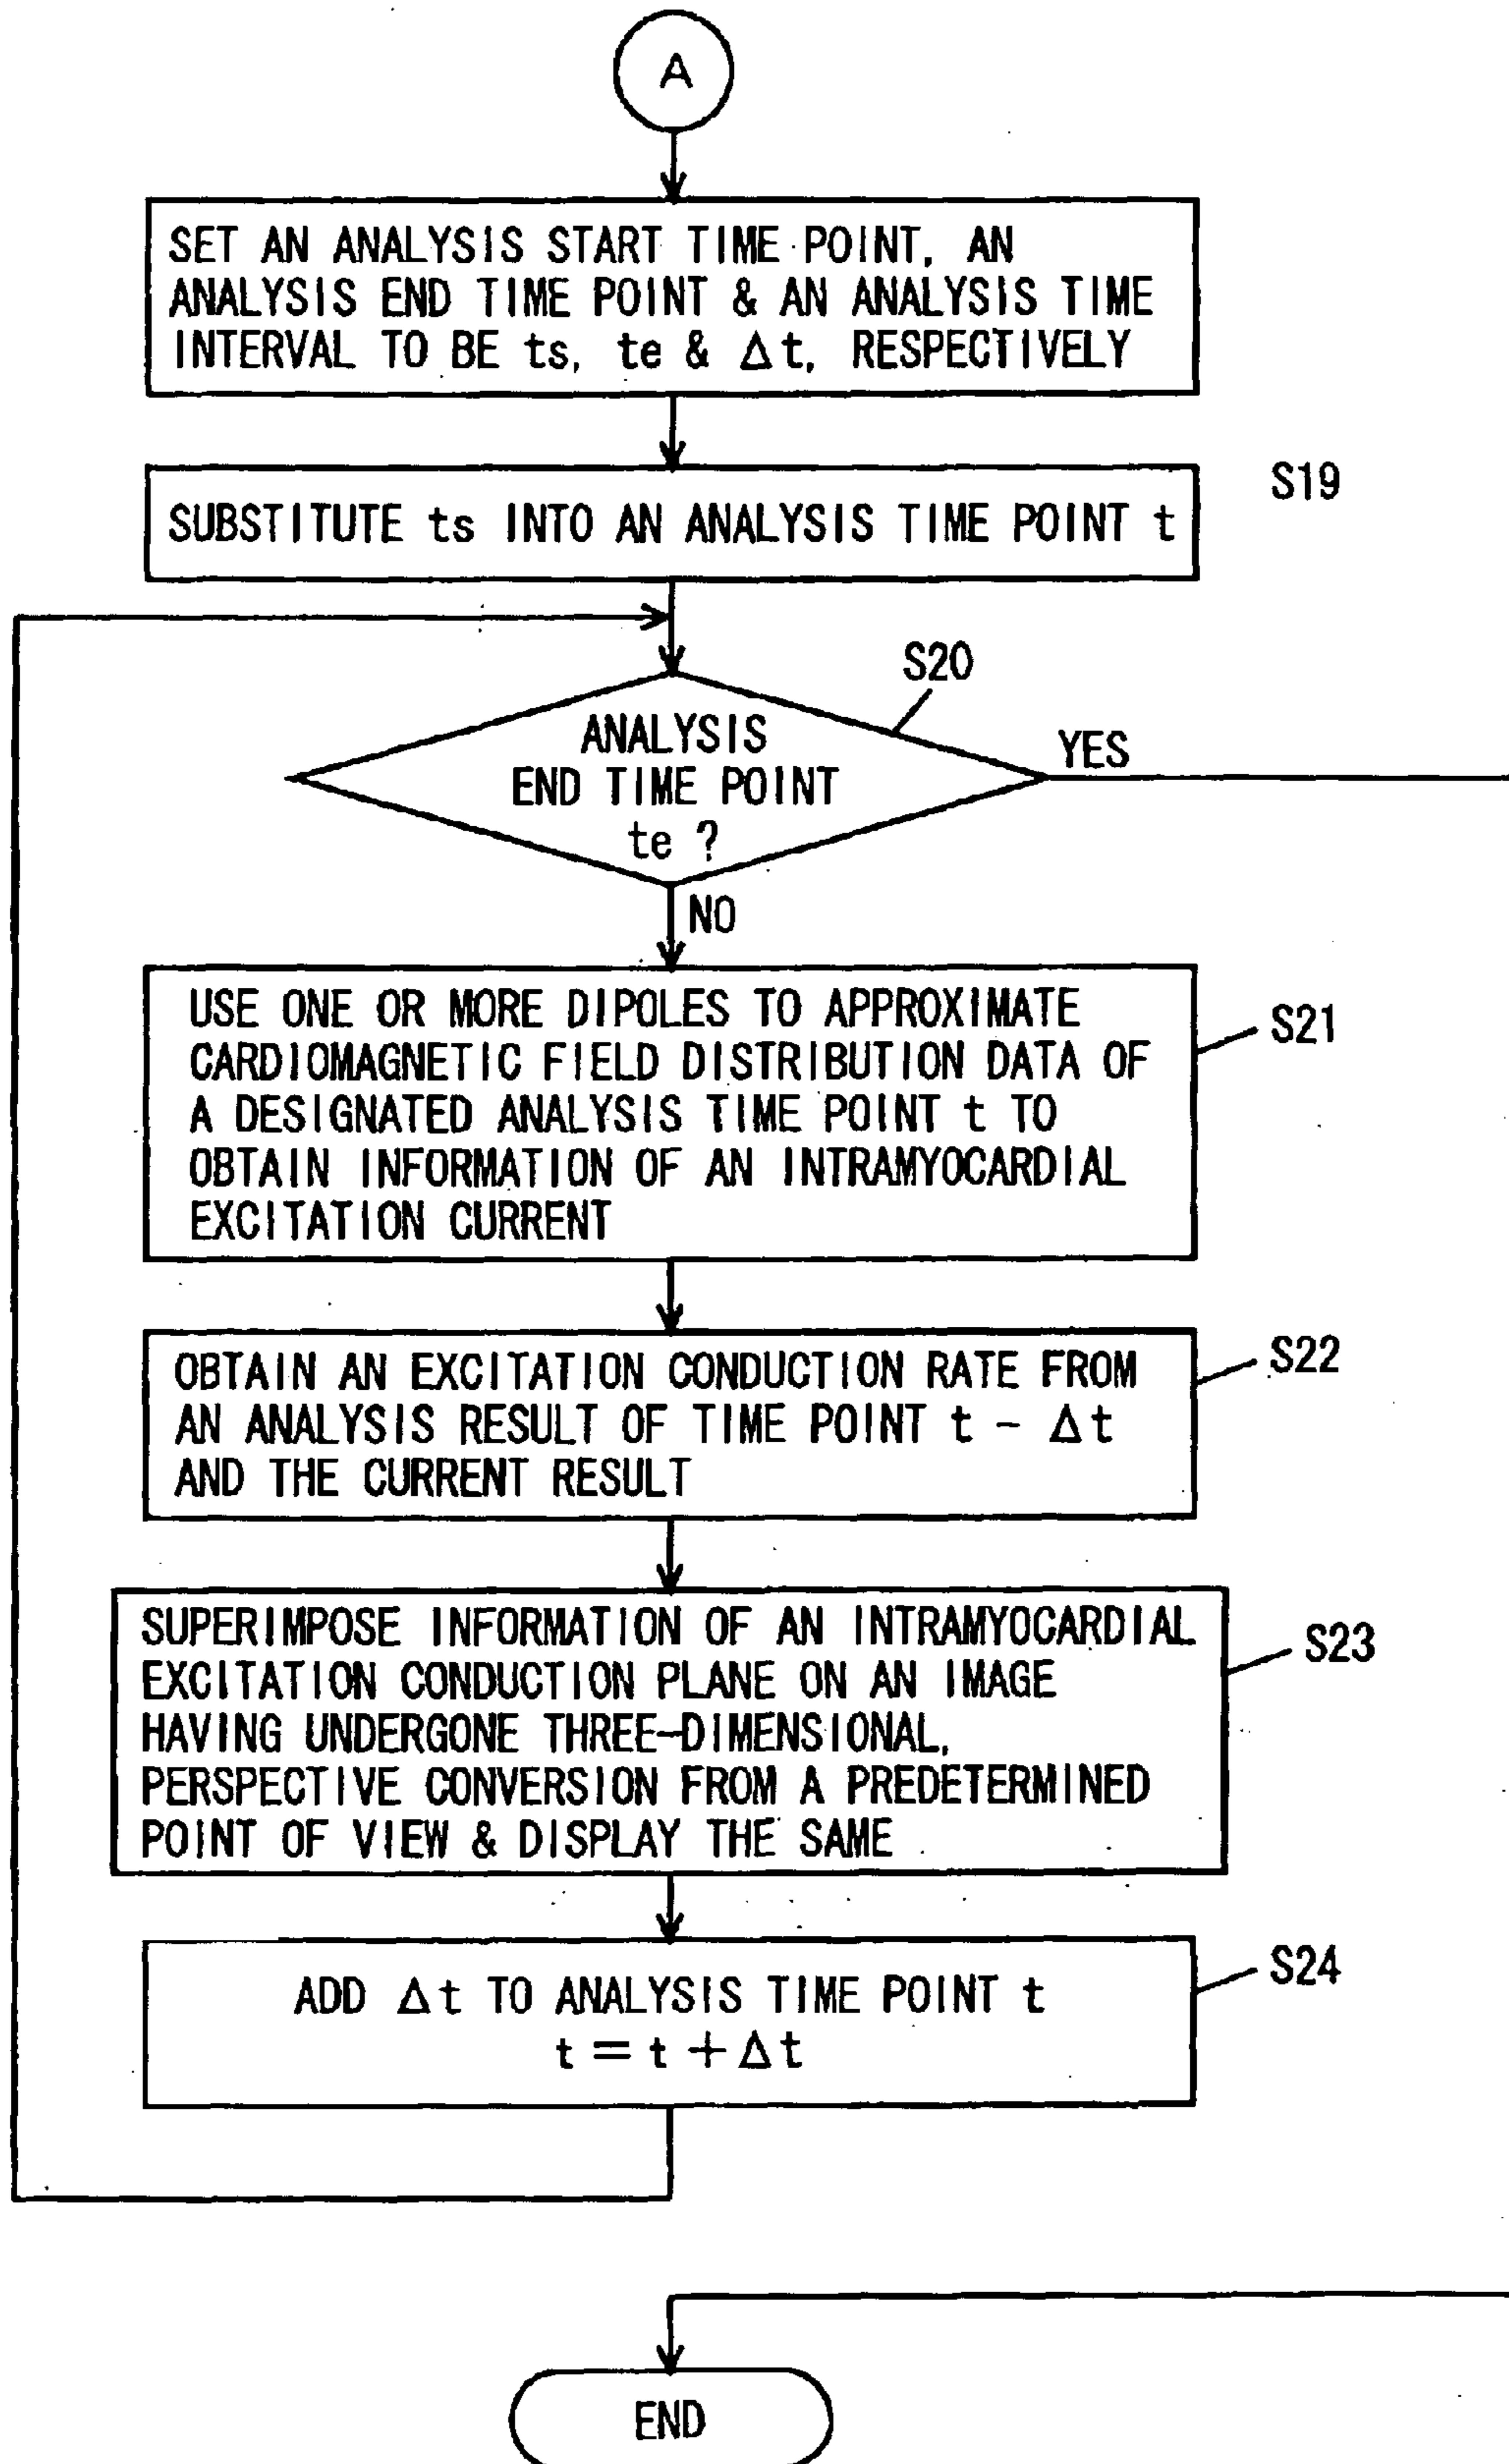 A
SET AN ANALYSIS START TIME POINT, AN
ANALYSIS END TIME POINT & AN ANALYSIS TIME
INTERVAL TO BE ts, te & Δt, RESPECTIVELY
S19
SUBSTITUTE ts INTO AN ANALYSIS TIME POINT t
S20
ANALYSIS
END TIME POINT
te ?
YES
NO
USE ONE OR MORE DIPOLES TO APPROXIMATE
CARDIOMAGNETIC FIELD DISTRIBUTION DATA OF
A DESIGNATED ANALYSIS TIME POINT t TO
OBTAIN INFORMATION OF AN INTRAMYOCARDIAL
EXCITATION CURRENT
S21
OBTAIN AN EXCITATION CONDUCTION RATE FROM
AN ANALYSIS RESULT OF TIME POINT t - Δt
AND THE CURRENT RESULT
S22
SUPERIMPOSE INFORMATION OF AN INTRAMYOCARDIAL
EXCITATION CONDUCTION PLANE ON AN IMAGE
HAVING UNDERGONE THREE-DIMENSIONAL,
PERSPECTIVE CONVERSION FROM A PREDETERMINED
POINT OF VIEW & DISPLAY THE SAME
S23
ADD Δt TO ANALYSIS TIME POINT t
t = t + Δt
S24
END